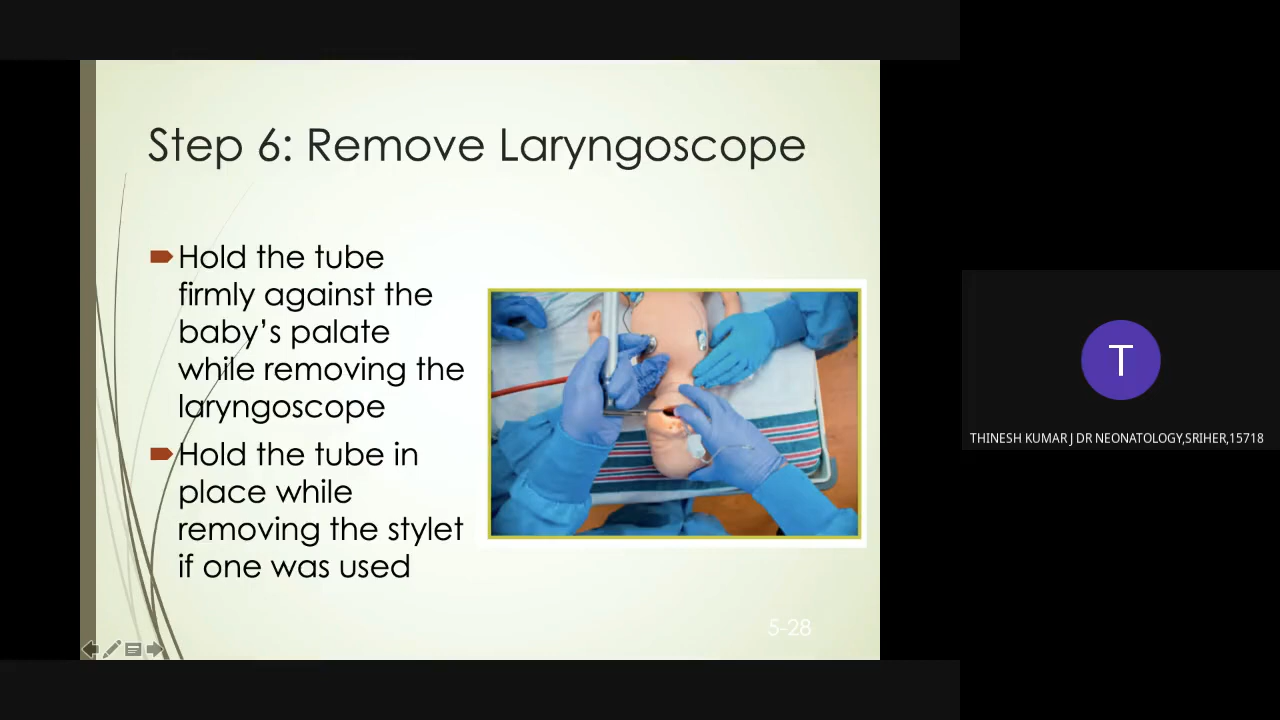 Step 6: Remove Laryngoscope
Hold the tube
firmly against the
baby’s palate
while removing the
laryngoscope
Hold the tube in
place while
removing the stylet
if one was used
5-28
T
THINESH KUMAR J DR NEONATOLOGY,SRIHER,15718